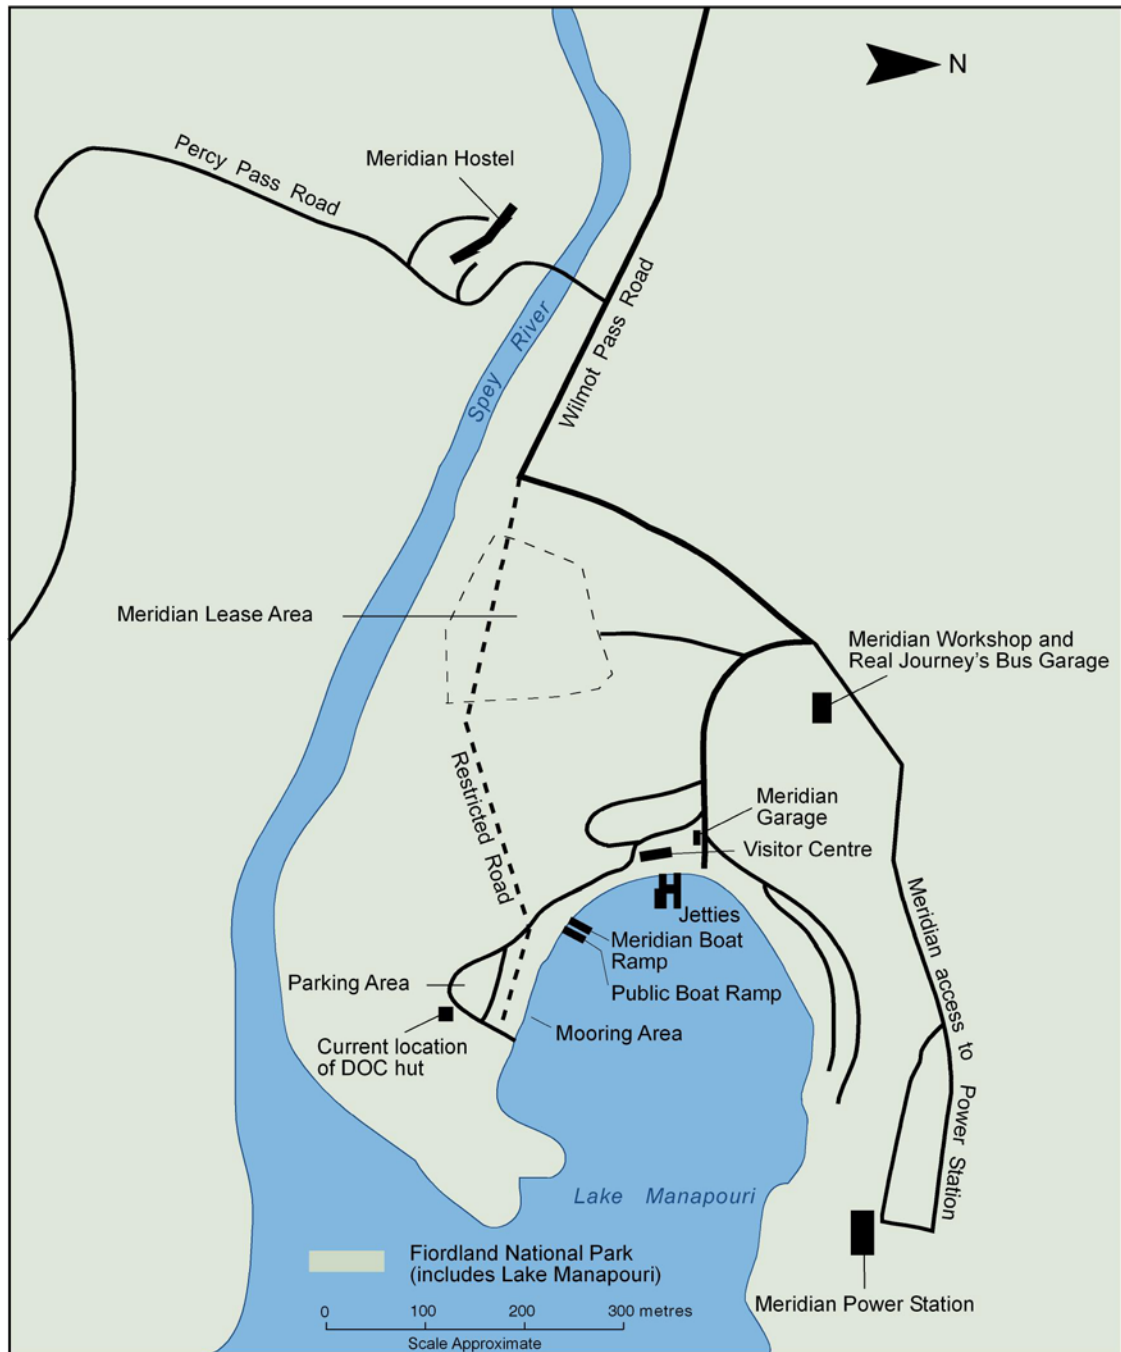 N
Percy Pass Road
Meridian Hostel
Wilmot Pass Road
Spey River
Meridian Lease Area
Meridian Workshop and
Real Journey's Bus Garage
Restricted Road
Meridian
Garage
Visitor Centre
Jetties
Meridian Boat
Ramp
Public Boat Ramp
Parking Area
Mooring Area
Current location
of DOC hut
Meridian access to Power Station
Lake Manapouri
Fiordland National Park
(includes Lake Manapouri)
Meridian Power Station
0 100 200 300 metres
Scale Approximate